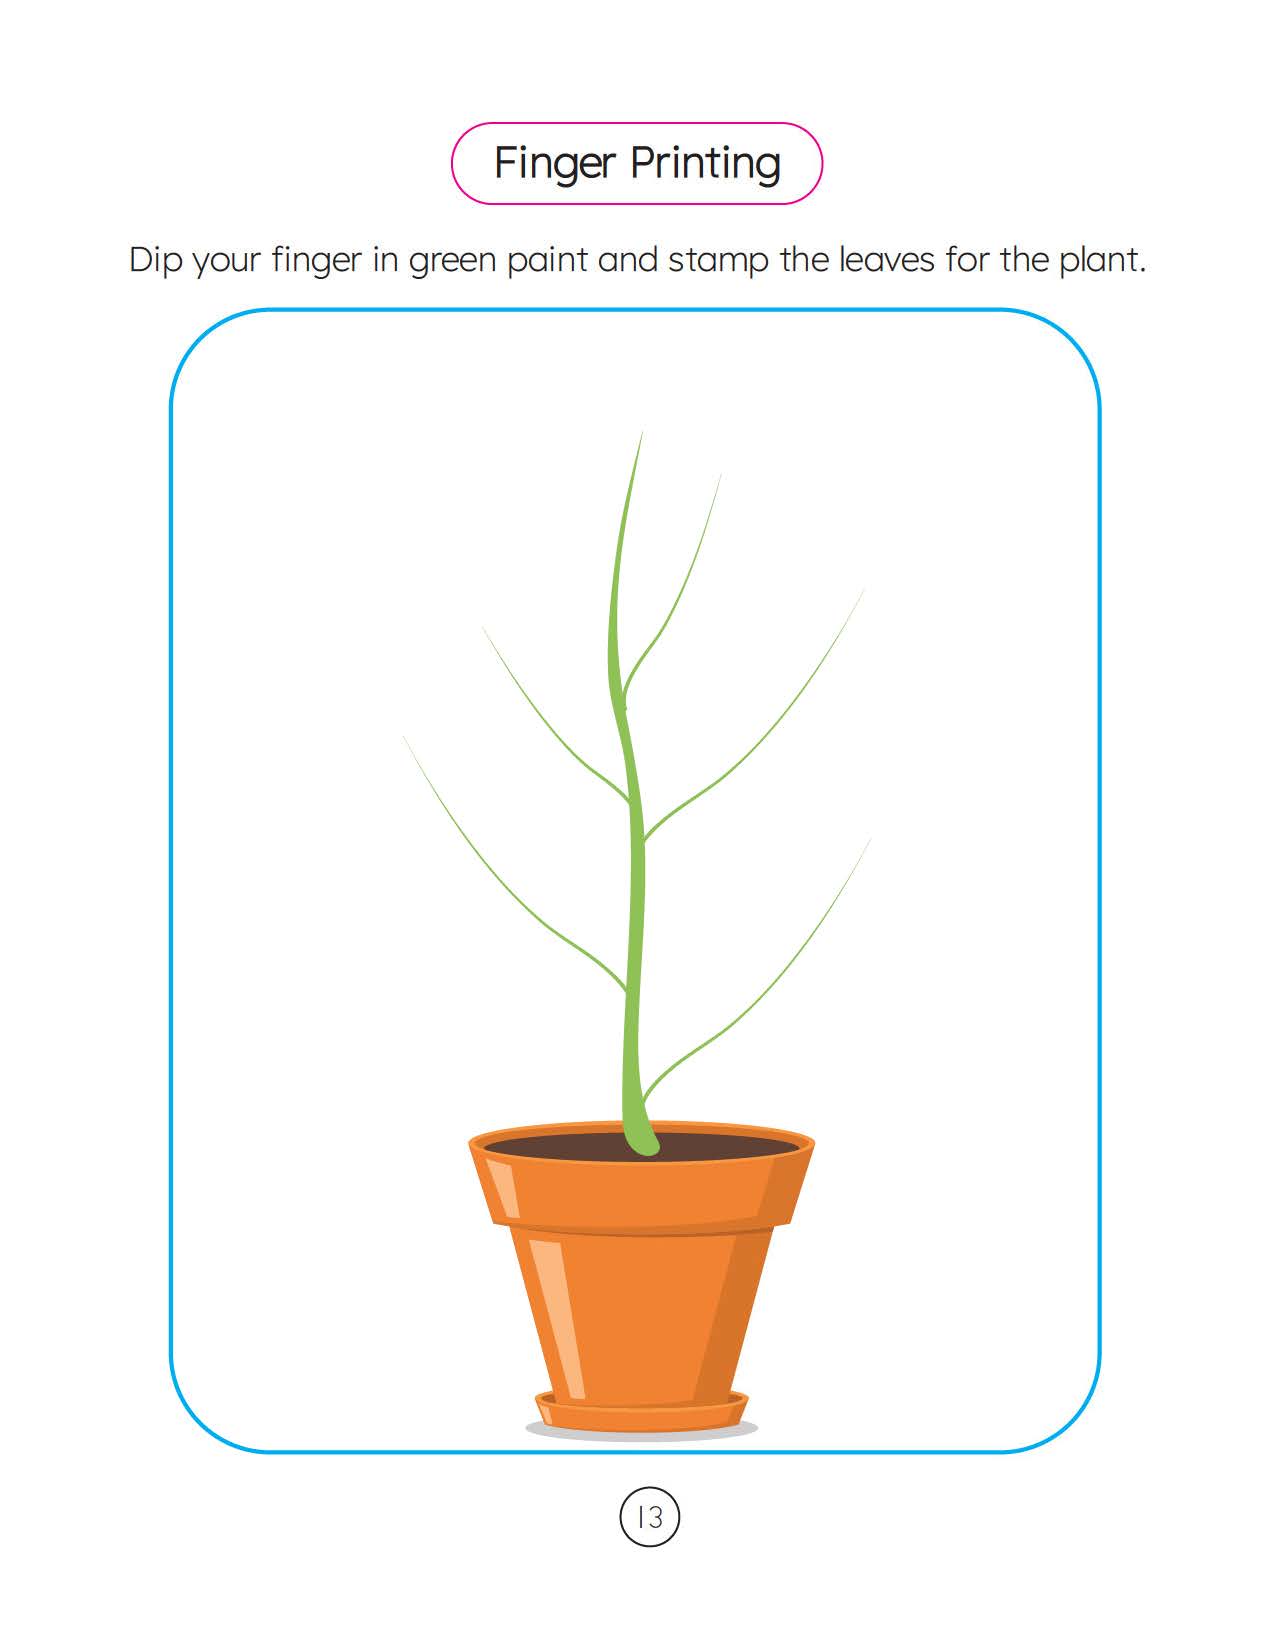 Finger Printing
Dip your finger in green paint and stamp the leaves for the plant.
13